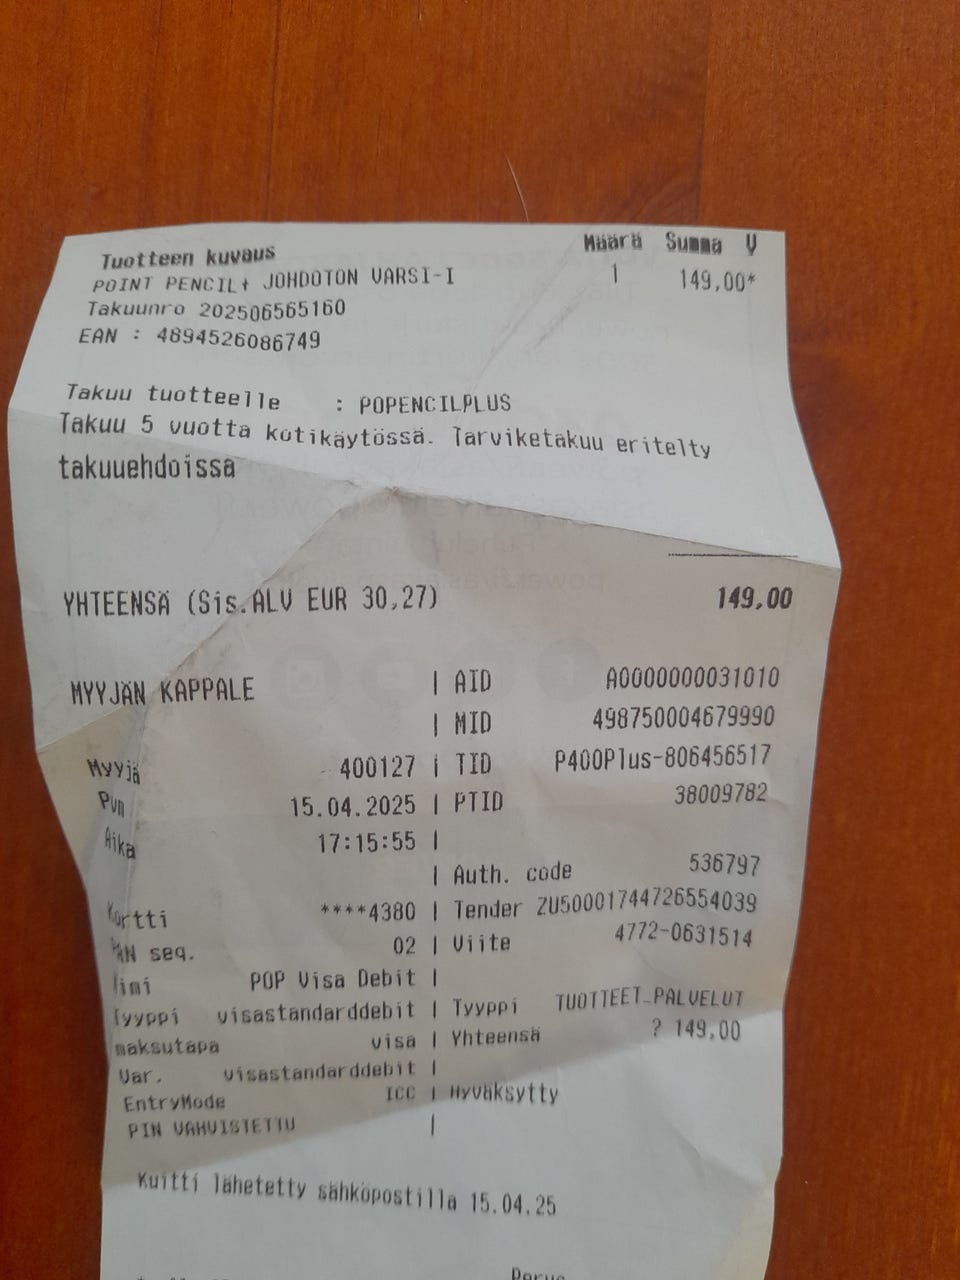 Tuotteen kuvaus Määrä Summa V
POINT PENCIL+ JOHDOTON VARSI-I 1 149,00*
Takuunro 202506565160
EAN : 4894526086749
Takuu tuotteelle : POPENCILPLUS
Takuu 5 vuotta kotikäytössä. Tarviketakuu eritelty
takuuehdoissa
YHTEENSÄ (Sis.ALV EUR 30,27) 149,00
MYYJÄN KAPPALE | AID A0000000031010
| MID 498750004679990
Myyjä 400127 | TID P400Plus-806456517
Pvm 15.04.2025 | PTID 38009782
Aika 17:15:55 |
| Auth. code 536797
Kortti ****4380 | Tender ZU50001744726554039
seq. 02 | Viite 4772-0631514
POP Visa Debit |
Tyyppi visastandarddebit | Tyyppi TUOTTEET_PALVELUT
maksutapa visa | Yhteensä ? 149,00
Var. visastandarddebit |
EntryMode ICC | Hyväksytty
PIN VAHVISTETTU |
Kuitti lähetetty sähköpostilla 15.04.25